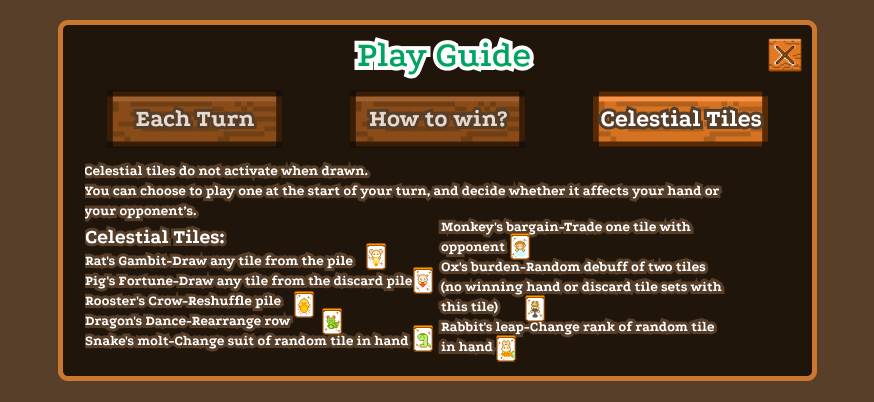 Play Guide
Each Turn
How to win?
Celestial Tiles
Celestial tiles do not activate when drawn.
You can choose to play one at the start of your turn, and decide whether it affects your hand or
your opponent's.
Celestial Tiles:
Rat's Gambit-Draw any tile from the pile
Pig's Fortune-Draw any tile from the discard pile
Rooster's Crow-Reshuffle pile
Dragon's Dance-Rearrange row
Snake's molt-Change suit of random tile in hand
Monkey's bargain-Trade one tile with
opponent
Ox's burden-Random debuff of two tiles
(no winning hand or discard tile sets with
this tile)
Rabbit's leap-Change rank of random tile
in hand